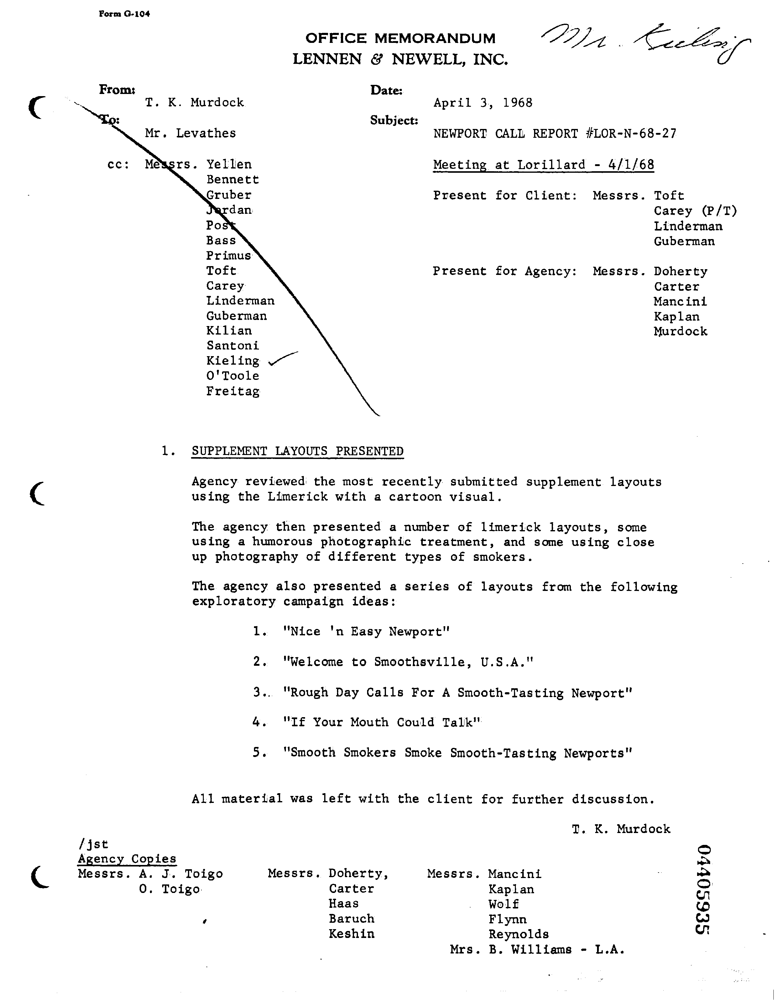 Form G-104
OFFICE MEMORANDUM
LENNEN & NEWELL, INC.
Mr. Kieling
From:
T. K. Murdock
Date:
April 3, 1968
To:
Mr. Levathes
Subject:
NEWPORT CALL REPORT #LOR-N-68-27
cc: Messrs. Yellen
Bennett
Gruber
Jordan
Post
Bass
Primus
Toft
Carey
Linderman
Guberman
Kilian
Santoni
Kieling
O'Toole
Freitag
Meeting at Lorillard - 4/1/68
Present for Client: Messrs. Toft
Carey (P/T)
Linderman
Guberman
Present for Agency: Messrs. Doherty
Carter
Mancini
Kaplan
Murdock
1. SUPPLEMENT LAYOUTS PRESENTED
Agency reviewed the most recently submitted supplement layouts
using the Limerick with a cartoon visual.
The agency then presented a number of limerick layouts, some
using a humorous photographic treatment, and some using close
up photography of different types of smokers.
The agency also presented a series of layouts from the following
exploratory campaign ideas:
1. "Nice 'n Easy Newport"
2. "Welcome to Smoothsville, U.S.A."
3. "Rough Day Calls For A Smooth-Tasting Newport"
4. "If Your Mouth Could Talk"
5. "Smooth Smokers Smoke Smooth-Tasting Newports"
All material was left with the client for further discussion.
T. K. Murdock
/jst
Agency Copies
Messrs. A. J. Toigo
O. Toigo
Messrs. Doherty,
Carter
Haas
Baruch
Keshin
Messrs. Mancini
Kaplan
Wolf
Flynn
Reynolds
Mrs. B. Williams - L.A.
04405935